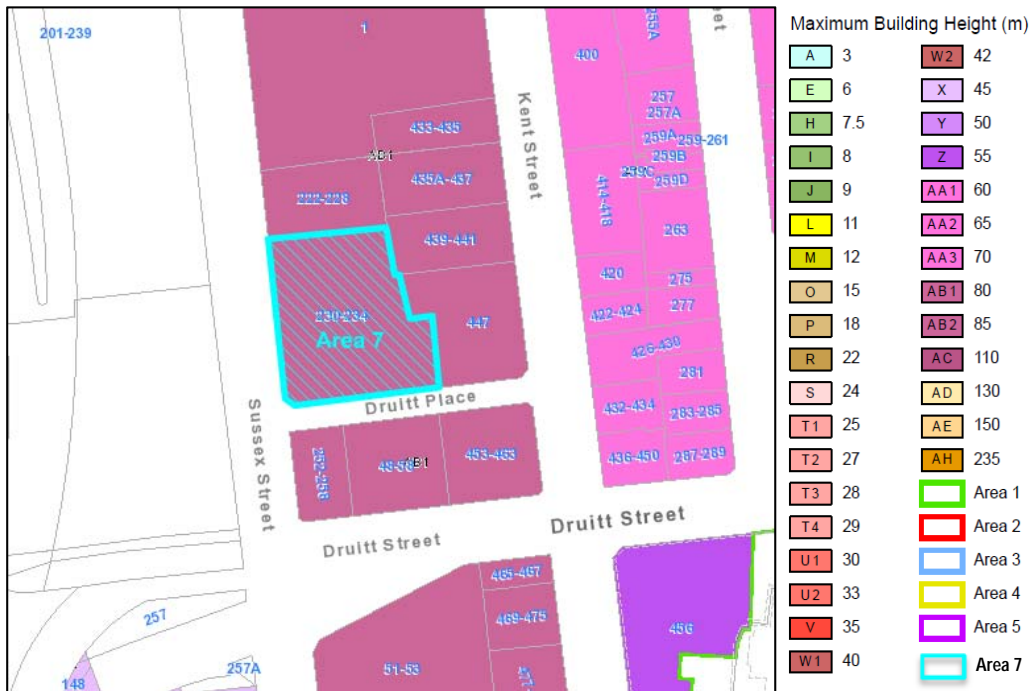 201-239
1
255A
400
Street
257
257A
Kent Street
433-435
259A
259-261
AB1
259B
259C
435A-437
259D
222-228
414-418
439-441
263
420
275
230-234
447
422-424
277
Area 7
426-430
281
Druitt Place
432-434
283-285
Sussex Street
252-258
48-58
AB1
453-463
436-450
287-289
Druitt Street
Druitt Street
465-467
257
469-475
456
257A
51-53
477
148
Maximum Building Height (m)
A 3
E 6
H 7.5
I 8
J 9
L 11
M 12
O 15
P 18
R 22
S 24
T1 25
T2 27
T3 28
T4 29
U1 30
U2 33
V 35
W1 40
W2 42
X 45
Y 50
Z 55
AA1 60
AA2 65
AA3 70
AB1 80
AB2 85
AC 110
AD 130
AE 150
AH 235
Area 1
Area 2
Area 3
Area 4
Area 5
Area 7